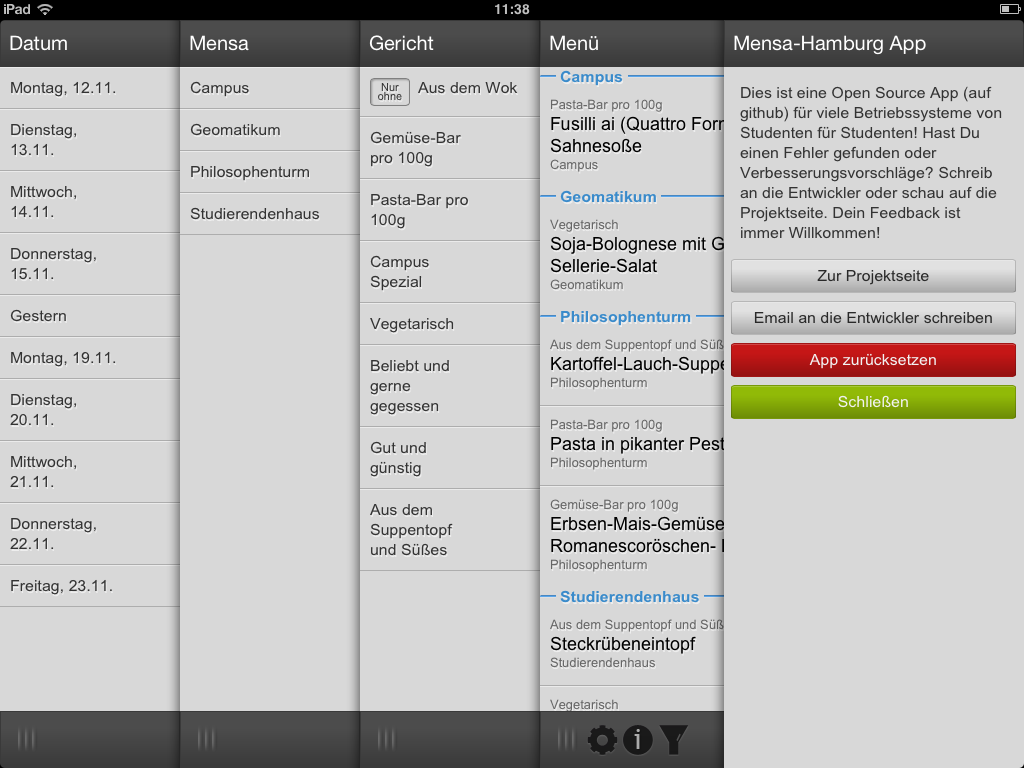 iPad
11:38
Datum
Montag, 12.11.
Dienstag,
13.11.
Mittwoch,
14.11.
Donnerstag,
15.11.
Gestern
Montag, 19.11.
Dienstag,
20.11.
Mittwoch,
21.11.
Donnerstag,
22.11.
Freitag, 23.11.
Mensa
Campus
Geomatikum
Philosophenturm
Studierendenhaus
Gericht
Nur
ohne
Aus dem Wok
Gemüse-Bar
pro 100g
Pasta-Bar pro
100g
Campus
Spezial
Vegetarisch
Beliebt und
gerne
gegessen
Gut und
günstig
Aus dem
Suppentopf
und Süßes
Menü
Campus
Pasta-Bar pro 100g
Fusilli ai (Quattro
Sahnesoße
Campus
Geomatikum
Vegetarisch
Soja-Bolognese mit
Sellerie-Salat
Geomatikum
Philosophenturm
Aus dem Suppentopf und Süß
Kartoffel-Lauch-Suppe
Philosophenturm
Pasta-Bar pro 100g
Pasta in pikanter Pest
Philosophenturm
Gemüse-Bar pro 100g
Erbsen-Mais-Gemüse
Romanescoröschen-
Philosophenturm
Studierendenhaus
Aus dem Suppentopf und Süß
Steckrübeneintopf
Studierendenhaus
Vegetarisch
Mensa-Hamburg App
Dies ist eine Open Source App (auf
github) für viele Betriebssysteme von
Studenten für Studenten! Hast Du
einen Fehler gefunden oder
Verbesserungsvorschläge? Schreib
an die Entwickler oder schau auf die
Projektseite. Dein Feedback ist
immer Willkommen!
Zur Projektseite
Email an die Entwickler schreiben
App zurücksetzen
Schließen